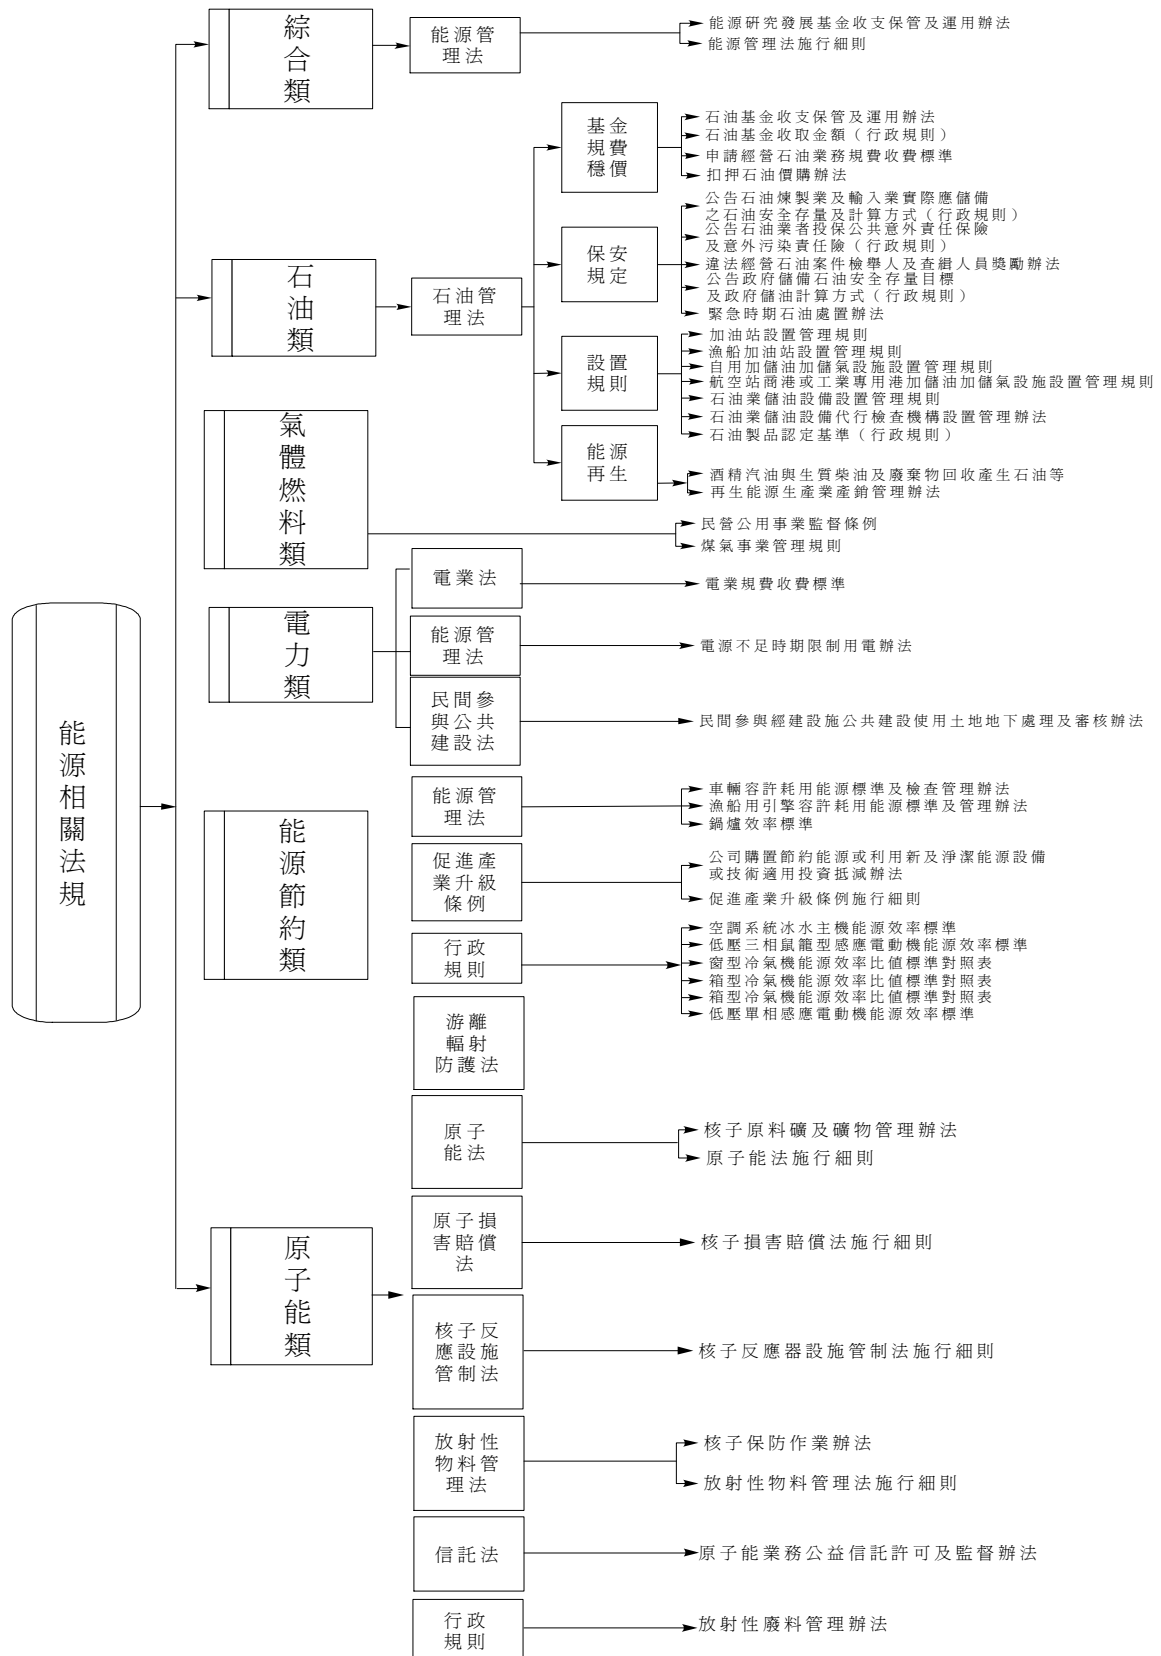 能源相關法規
綜合類
能源管
理法
能源研究發展基金收支保管及運用辦法
能源管理法施行細則
石油類
石油管
理法
基金
規費
穩價
石油基金收支保管及運用辦法
石油基金收取金額(行政規則)
申請經營石油業務規費收費標準
扣押石油價購辦法
保安
規定
公告石油煉製業及輸入業實際應儲備
之石油安全存量及計算方式(行政規則)
公告石油業者投保公共意外責任保險
及意外污染責任險(行政規則)
違法經營石油案件檢舉人及查緝人員獎勵辦法
公告政府儲備石油安全存量目標
及政府儲油計算方式(行政規則)
緊急時期石油處置辦法
設置
規則
加油站設置管理規則
漁船加油站設置管理規則
自用加儲油加儲氣設施設置管理規則
航空站商港或工業專用港加儲油加儲氣設施設置管理規則
石油業儲油設備設置管理規則
石油業儲油設備代行檢查機構設置管理辦法
石油製品認定基準(行政規則)
能源
再生
酒精汽油與生質柴油及廢棄物回收產生石油等
再生能源生產業產銷管理辦法
氣體燃料類
民營公用事業監督條例
煤氣事業管理規則
電力類
電業法
電業規費收費標準
能源管
理法
電源不足時期限制用電辦法
民間參
與公共
建設法
民間參與經建設施公共建設使用土地地下處理及審核辦法
能源節約類
能源管
理法
車輛容許耗用能源標準及檢查管理辦法
漁船用引擎容許耗用能源標準及管理辦法
鍋爐效率標準
促進產
業升級
條例
公司購置節約能源或利用新及淨潔能源設備
或技術適用投資抵減辦法
促進產業升級條例施行細則
行政
規則
空調系統冰水主機能源效率標準
低壓三相鼠籠型感應電動機能源效率標準
窗型冷氣機能源效率比值標準對照表
箱型冷氣機能源效率比值標準對照表
箱型冷氣機能源效率比值標準對照表
低壓單相感應電動機能源效率標準
原子能類
游離
輻射
防護法
原子
能法
核子原料礦及礦物管理辦法
原子能法施行細則
原子損
害賠償
法
核子損害賠償法施行細則
核子反
應設施
管制法
核子反應器設施管制法施行細則
放射性
物料管
理法
核子保防作業辦法
放射性物料管理法施行細則
信託法
原子能業務公益信託許可及監督辦法
行政
規則
放射性廢料管理辦法